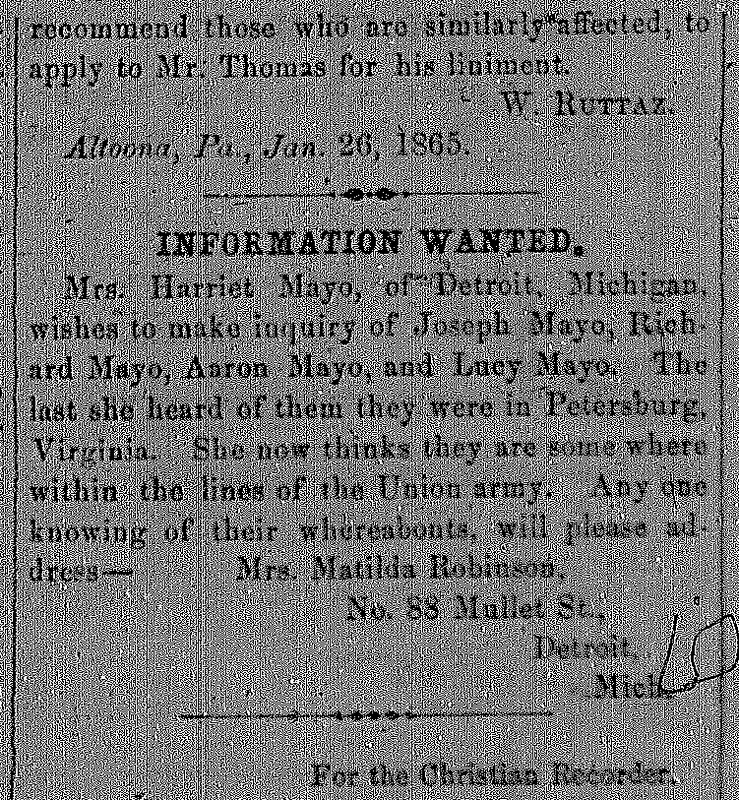 recommend those who are similarly affected, to
apply to Mr. Thomas for his liniment.
W. RUTTAZ.
Altoona, Pa., Jan. 26, 1865.
INFORMATION WANTED.
Mrs. Harriet Mayo, of Detroit, Michigan,
wishes to make inquiry of Joseph Mayo, Rich-
ard Mayo, Aaron Mayo, and Lucy Mayo. The
last she heard of them they were in Petersburg,
Virginia. She now thinks they are some where
within the lines of the Union army. Any one
knowing of their whereabouts, will please ad-
dress— Mrs. Matilda Robinson,
No. 88 Mullet St.,
Detroit,
Mich.
For the Christian Recorder.